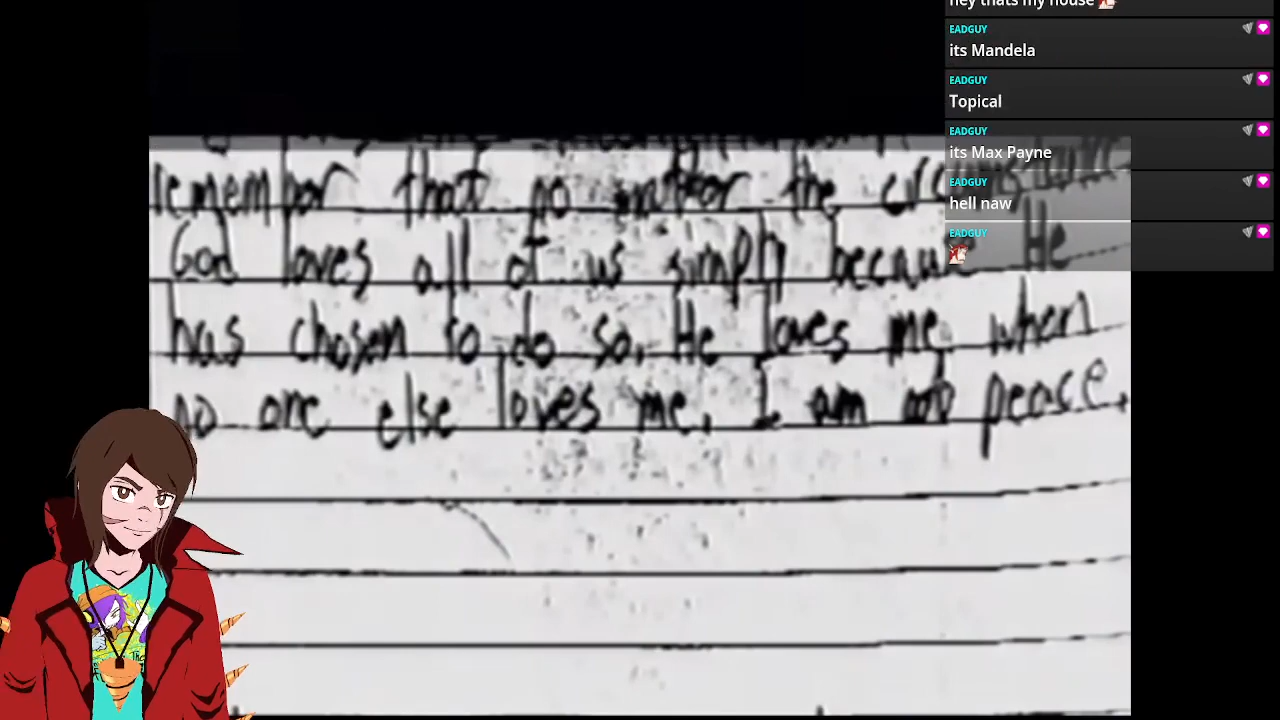 hey thats my house
EADGUY
its Mandela
EADGUY
Topical
EADGUY
its Max Payne
EADGUY
hell naw
EADGUY
remember that no matter the
God loves all of us simply because He
has chosen to do so. He loves me when
no one else loves me. I am at peace.